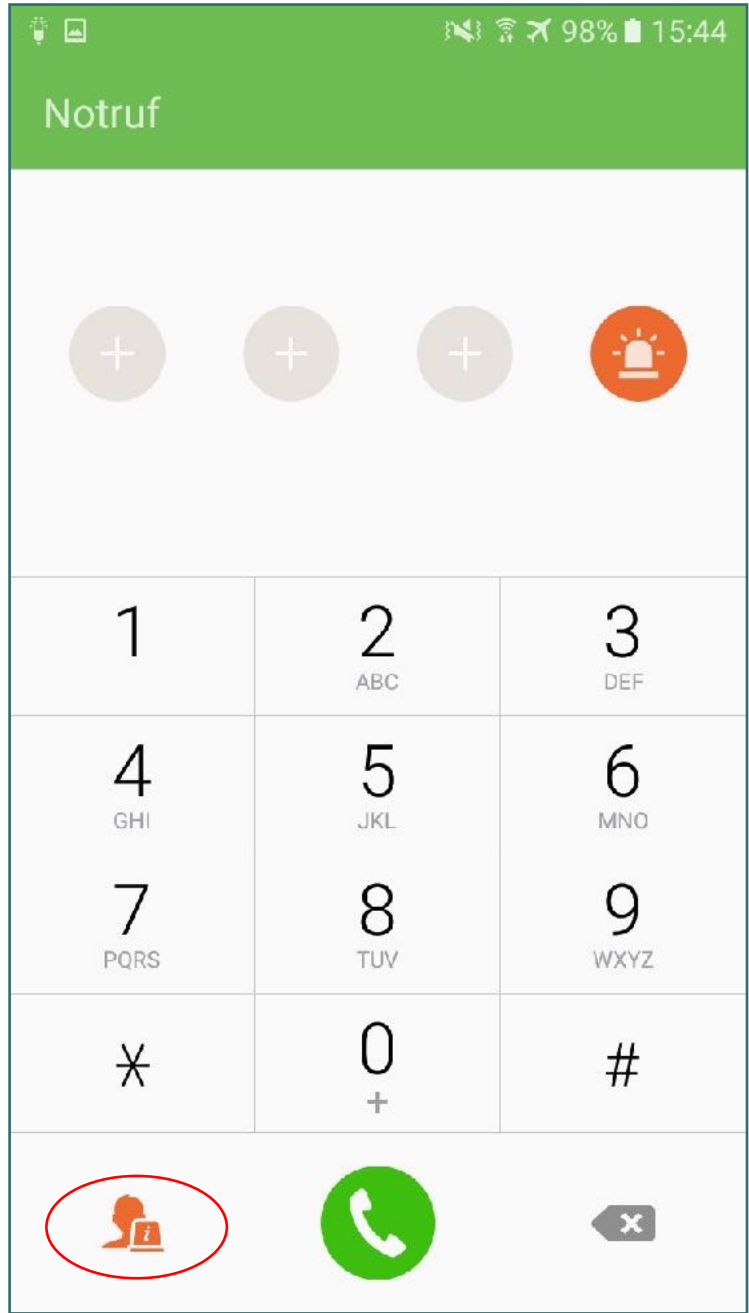 98% 15:44
Notruf
1 2 3
ABC DEF
4 5 6
GHI JKL MNO
7 8 9
PQRS TUV WXYZ
* 0 #
+
i